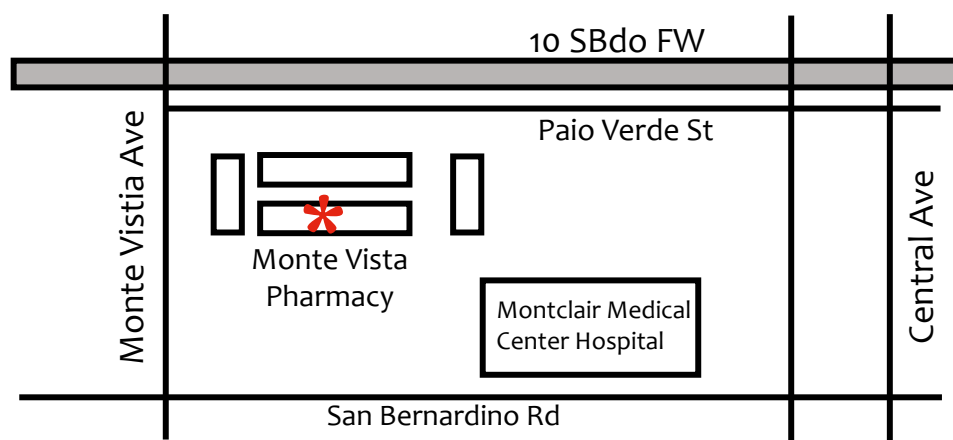 10 SBdo FW
Paio Verde St
Monte Vistia Ave
Monte Vista
Pharmacy
Montclair Medical
Center Hospital
Central Ave
San Bernardino Rd